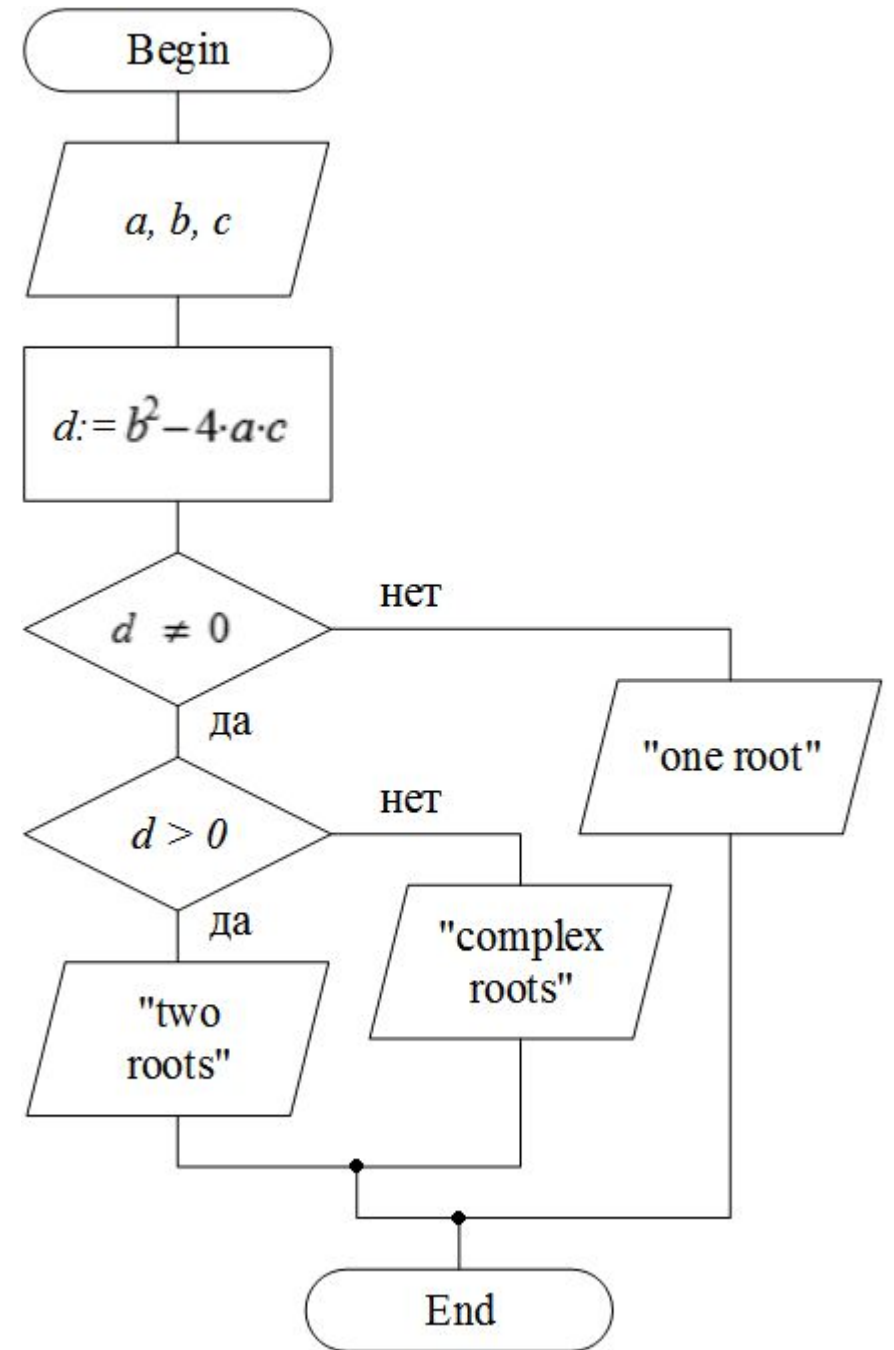 Begin
a, b, c
d:= b²−4·a·c
d ≠ 0
нет
да
"one root"
d > 0
нет
да
"complex
roots"
"two
roots"
End